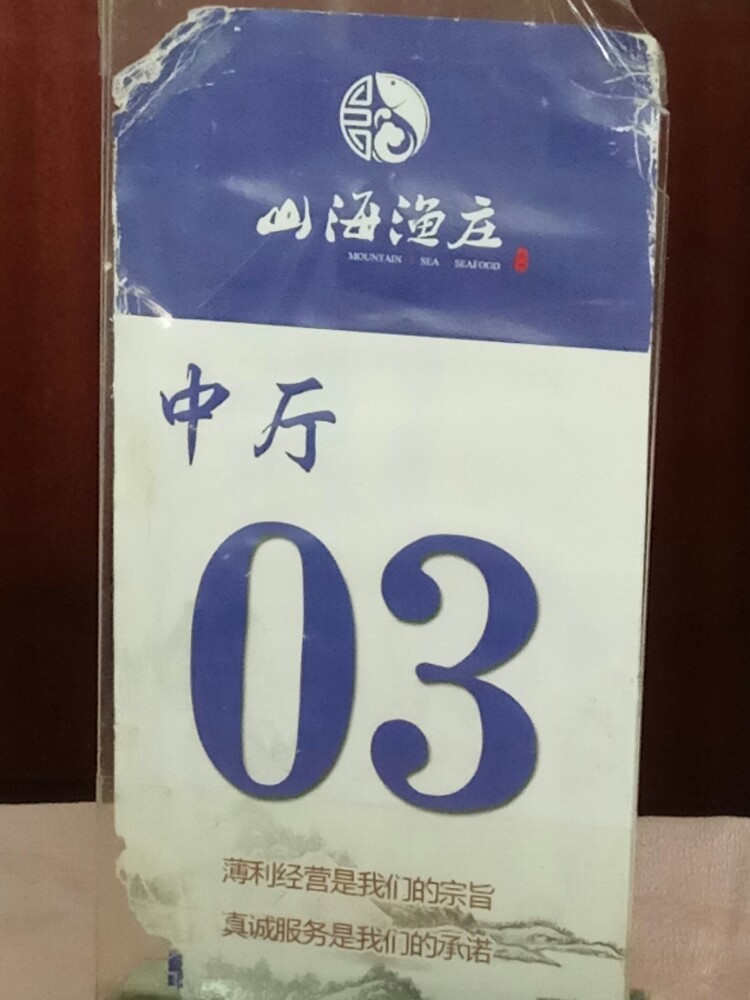 山海渔庄
MOUNTAIN SEA SEAFOOD
中厅
03
薄利经营是我们的宗旨
真诚服务是我们的承诺